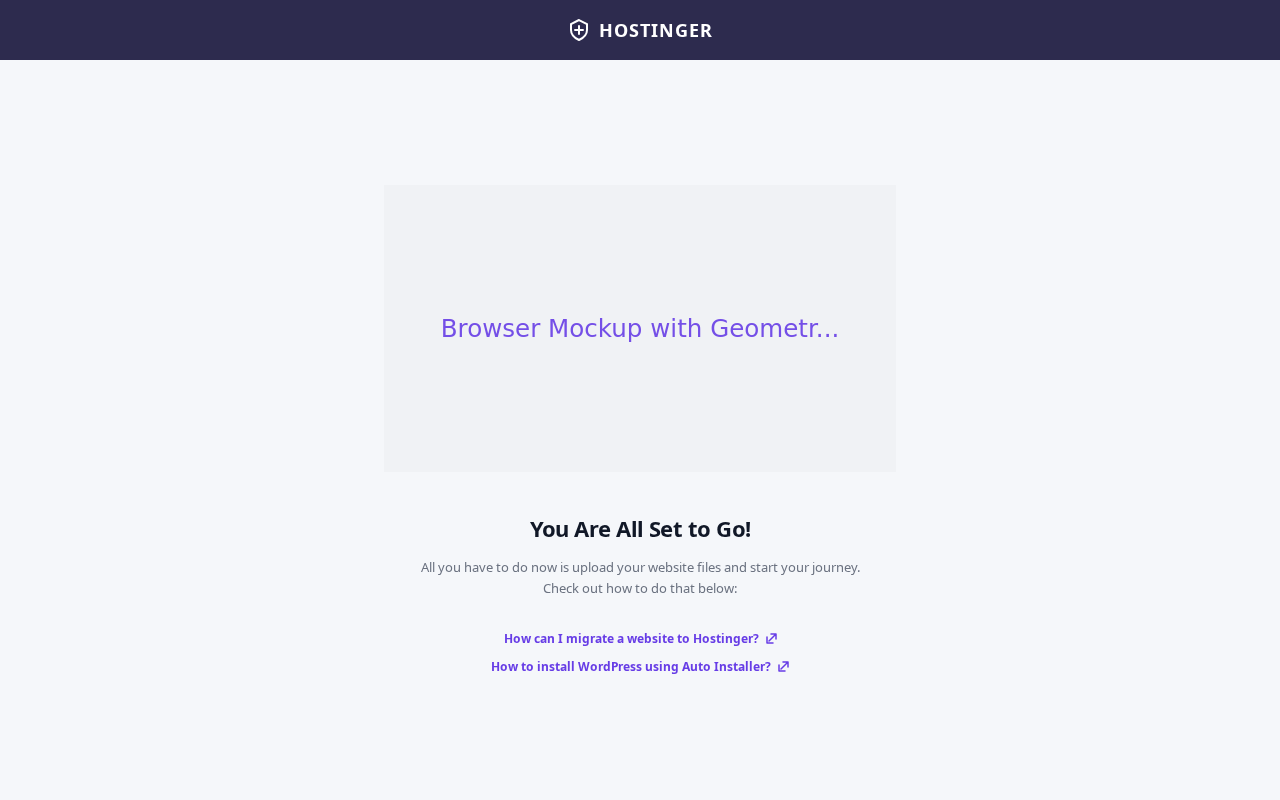 HOSTINGER
Browser Mockup with Geometr...
You Are All Set to Go!
All you have to do now is upload your website files and start your journey.
Check out how to do that below:
How can I migrate a website to Hostinger?
How to install WordPress using Auto Installer?